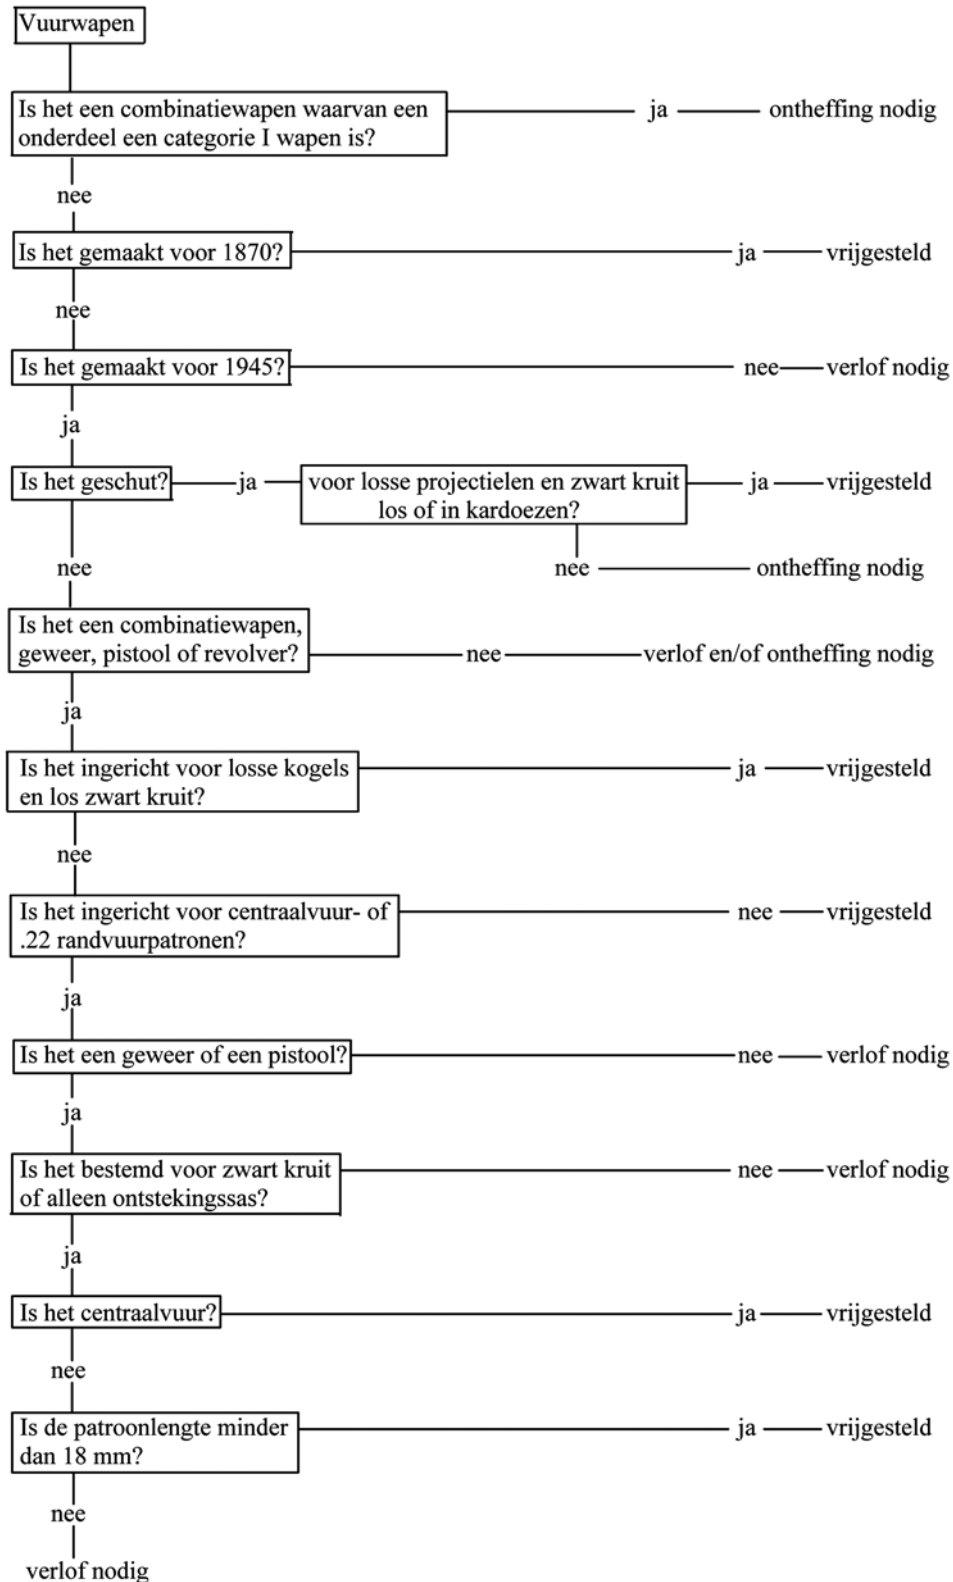 Vuurwapen
Is het een combinatiewapen waarvan een
onderdeel een categorie I wapen is?
ja
ontheffing nodig
nee
Is het gemaakt voor 1870?
ja
vrijgesteld
nee
Is het gemaakt voor 1945?
nee
verlof nodig
ja
Is het geschut?
ja
voor losse projectielen en zwart kruit
los of in kardoezen?
ja
vrijgesteld
nee
nee
ontheffing nodig
Is het een combinatiewapen,
geweer, pistool of revolver?
nee
verlof en/of ontheffing nodig
ja
Is het ingericht voor losse kogels
en los zwart kruit?
ja
vrijgesteld
nee
Is het ingericht voor centraalvuur- of
.22 randvuurpatronen?
nee
vrijgesteld
ja
Is het een geweer of een pistool?
nee
verlof nodig
ja
Is het bestemd voor zwart kruit
of alleen ontstekingssas?
nee
verlof nodig
ja
Is het centraalvuur?
ja
vrijgesteld
nee
Is de patroonlengte minder
dan 18 mm?
ja
vrijgesteld
nee
verlof nodig